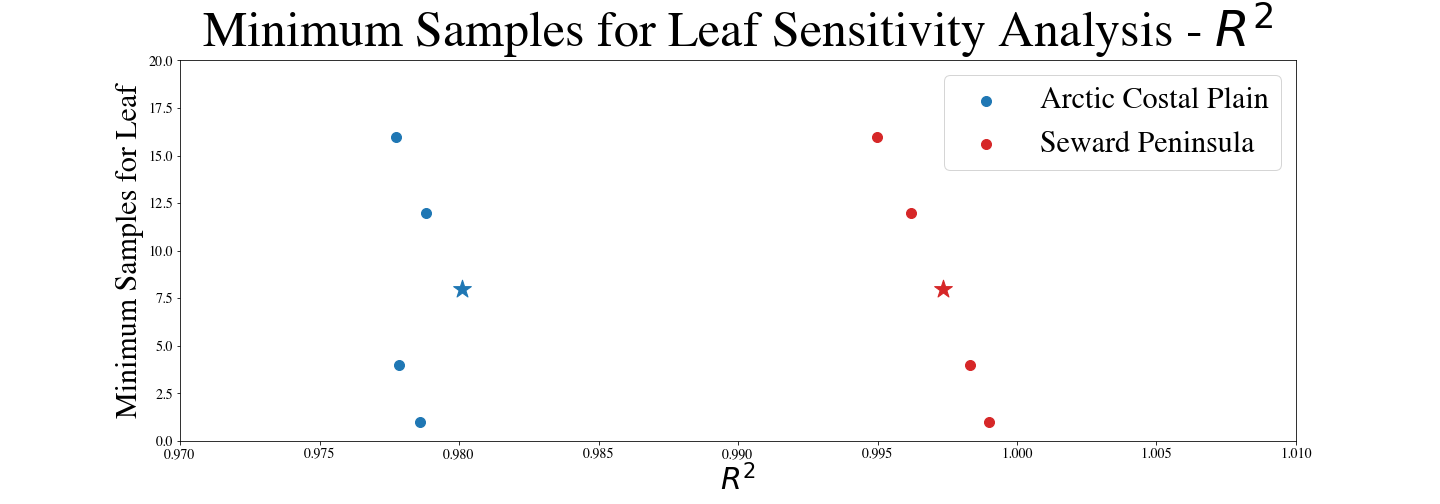 Minimum Samples for Leaf Sensitivity Analysis - R²
Arctic Costal Plain
Seward Peninsula
Minimum Samples for Leaf
20.0
17.5
15.0
12.5
10.0
7.5
5.0
2.5
0.0
0.970 0.975 0.980 0.985 0.990 0.995 1.000 1.005 1.010
R²